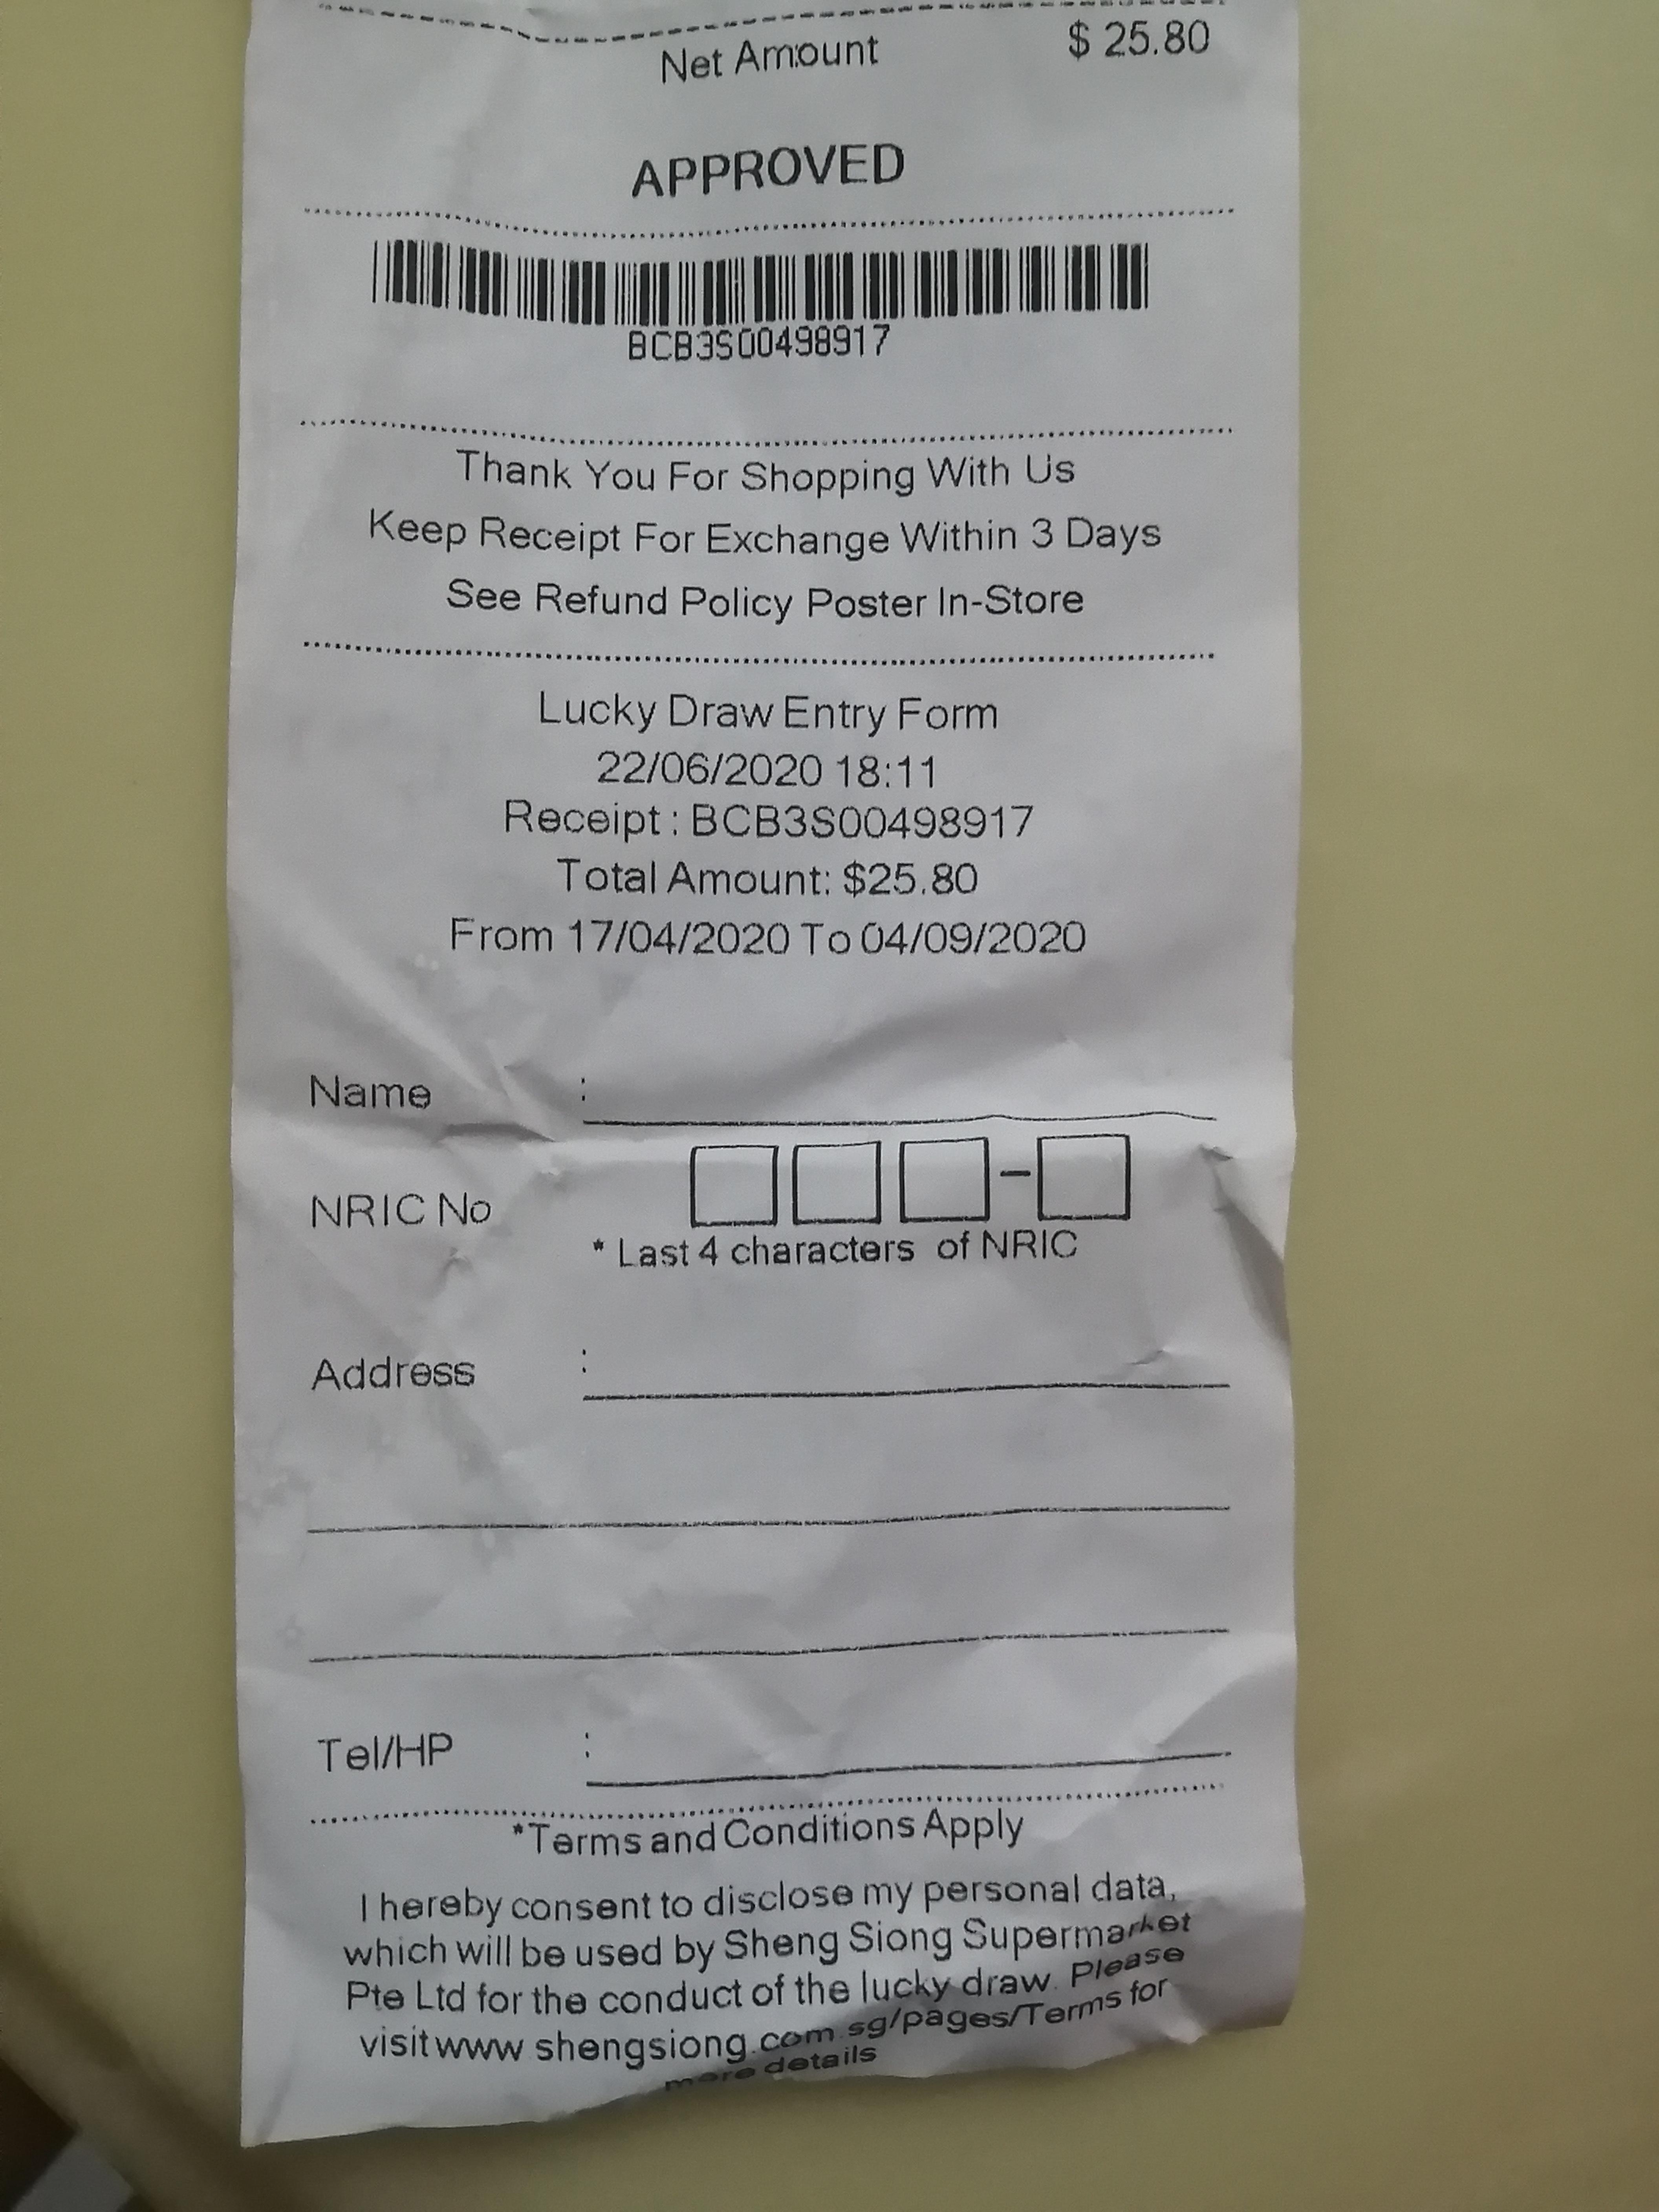 Net Amount $ 25.80
APPROVED
BCB3S00498917
Thank You For Shopping With Us
Keep Receipt For Exchange Within 3 Days
See Refund Policy Poster In-Store
Lucky Draw Entry Form
22/06/2020 18:11
Receipt : BCB3S00498917
Total Amount: $25.80
From 17/04/2020 To 04/09/2020
Name :
NRIC No
* Last 4 characters of NRIC
Address :
Tel/HP :
*Terms and Conditions Apply
I hereby consent to disclose my personal data,
which will be used by Sheng Siong Supermarket
Pte Ltd for the conduct of the lucky draw. Please
visit www.shengsiong.com.sg/pages/Terms for
more details